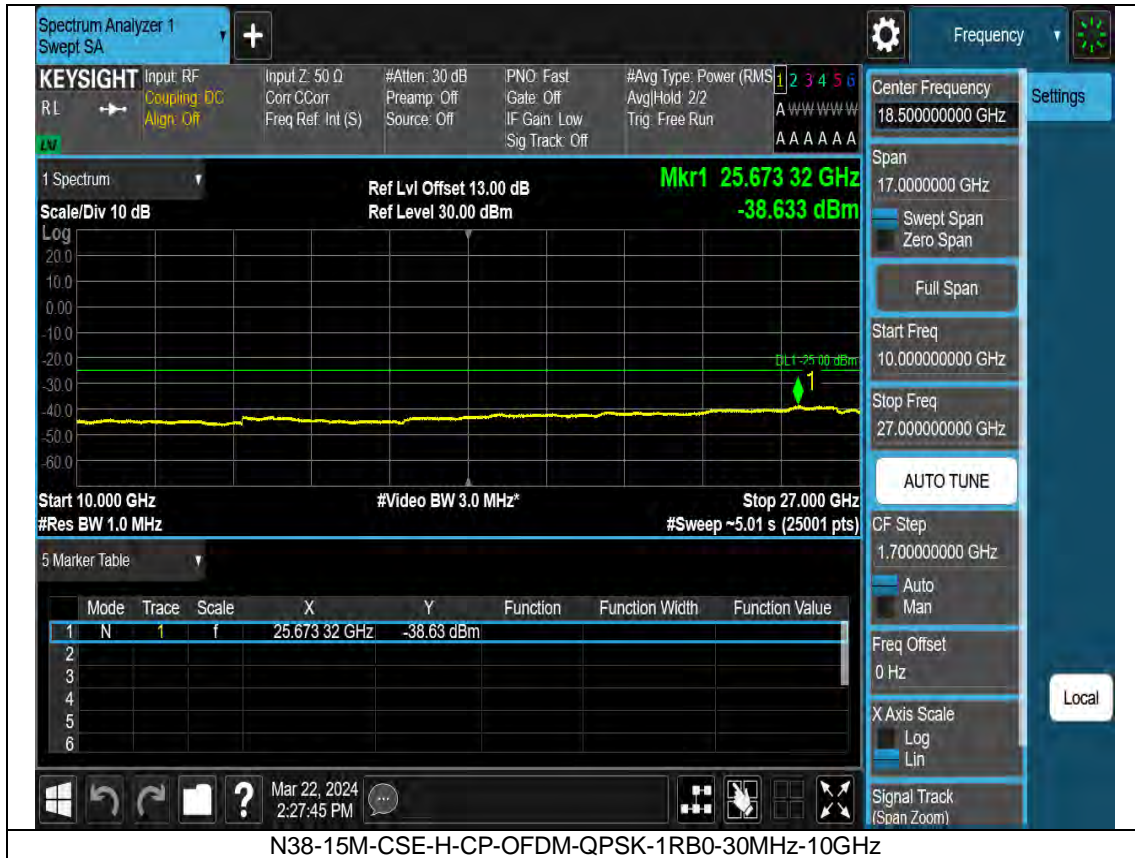 Spectrum Analyzer 1
Swept SA
Frequency
KEYSIGHT
RL
LXI
Input: RF
Coupling: DC
Align: Off
Input Z: 50 Ω
Corr CCorr
Freq Ref: Int (S)
#Atten: 30 dB
Preamp: Off
Source: Off
PNO: Fast
Gate: Off
IF Gain: Low
Sig Track: Off
#Avg Type: Power (RMS
Avg|Hold: 2/2
Trig: Free Run
1 2 3 4 5 6
A W W W W W
A A A A A A
1 Spectrum
Scale/Div 10 dB
Log
Ref Lvl Offset 13.00 dB
Ref Level 30.00 dBm
Mkr1 25.673 32 GHz
-38.633 dBm
20.0
10.0
0.00
-10.0
-20.0
-30.0
-40.0
-50.0
-60.0
DL1 -25.00 dBm
1
Start 10.000 GHz
#Video BW 3.0 MHz*
Stop 27.000 GHz
#Res BW 1.0 MHz
#Sweep ~5.01 s (25001 pts)
5 Marker Table
Mode Trace Scale X Y Function Function Width Function Value
1 N 1 f 25.673 32 GHz -38.63 dBm
2
3
4
5
6
Mar 22, 2024
2:27:45 PM
Center Frequency
18.500000000 GHz
Span
17.0000000 GHz
Swept Span
Zero Span
Full Span
Start Freq
10.000000000 GHz
Stop Freq
27.000000000 GHz
AUTO TUNE
CF Step
1.700000000 GHz
Auto
Man
Freq Offset
0 Hz
X Axis Scale
Log
Lin
Signal Track
(Span Zoom)
Settings
Local
N38-15M-CSE-H-CP-OFDM-QPSK-1RB0-30MHz-10GHz